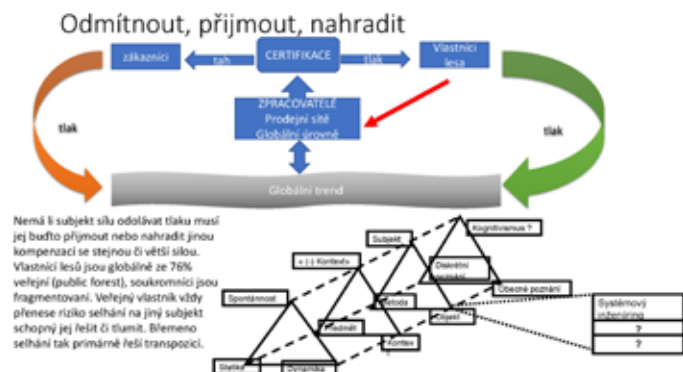 Odmítnout, přijmout, nahradit
zákazníci
tah
CERTIFIKACE
tlak
Vlastníci
lesa
ZPRACOVATELÉ
Prodejní sítě
Globální úrovně
tlak
tlak
Globální trend
Nemá li subjekt sílu odolávat tlaku musí
jej buďto přijmout nebo nahradit jinou
kompenzací se stejnou či větší silou.
Vlastníci lesů jsou globálně ze 76%
veřejní (public forest), soukromníci jsou
fragmentovaní. Veřejný vlastník vždy
přenese riziko selhání na jiný subjekt
schopný jej řešit či tlumit. Břemeno
selhání tak primárně řeší transpozicí.
Kognitivismus ?
Subjekt
« (-) Kontext»
Diskrétní
Spontánnost
Obecné poznání
Metoda
Objekt
Předmět
Kontex
Statika
Dynamika
Systémový
inženýring
?
?